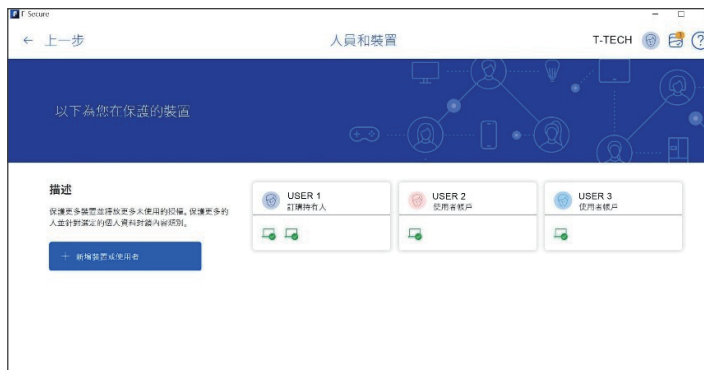 F-Secure
← 上一步
人員和裝置
T-TECH
以下為您在保護的裝置
描述
保護更多裝置並釋放更多未使用的授權。保護更多的
人並針對選定的個人資料封鎖內容類別。
+ 新增裝置或使用者
USER 1
訂購持有人
USER 2
使用者帳戶
USER 3
使用者帳戶